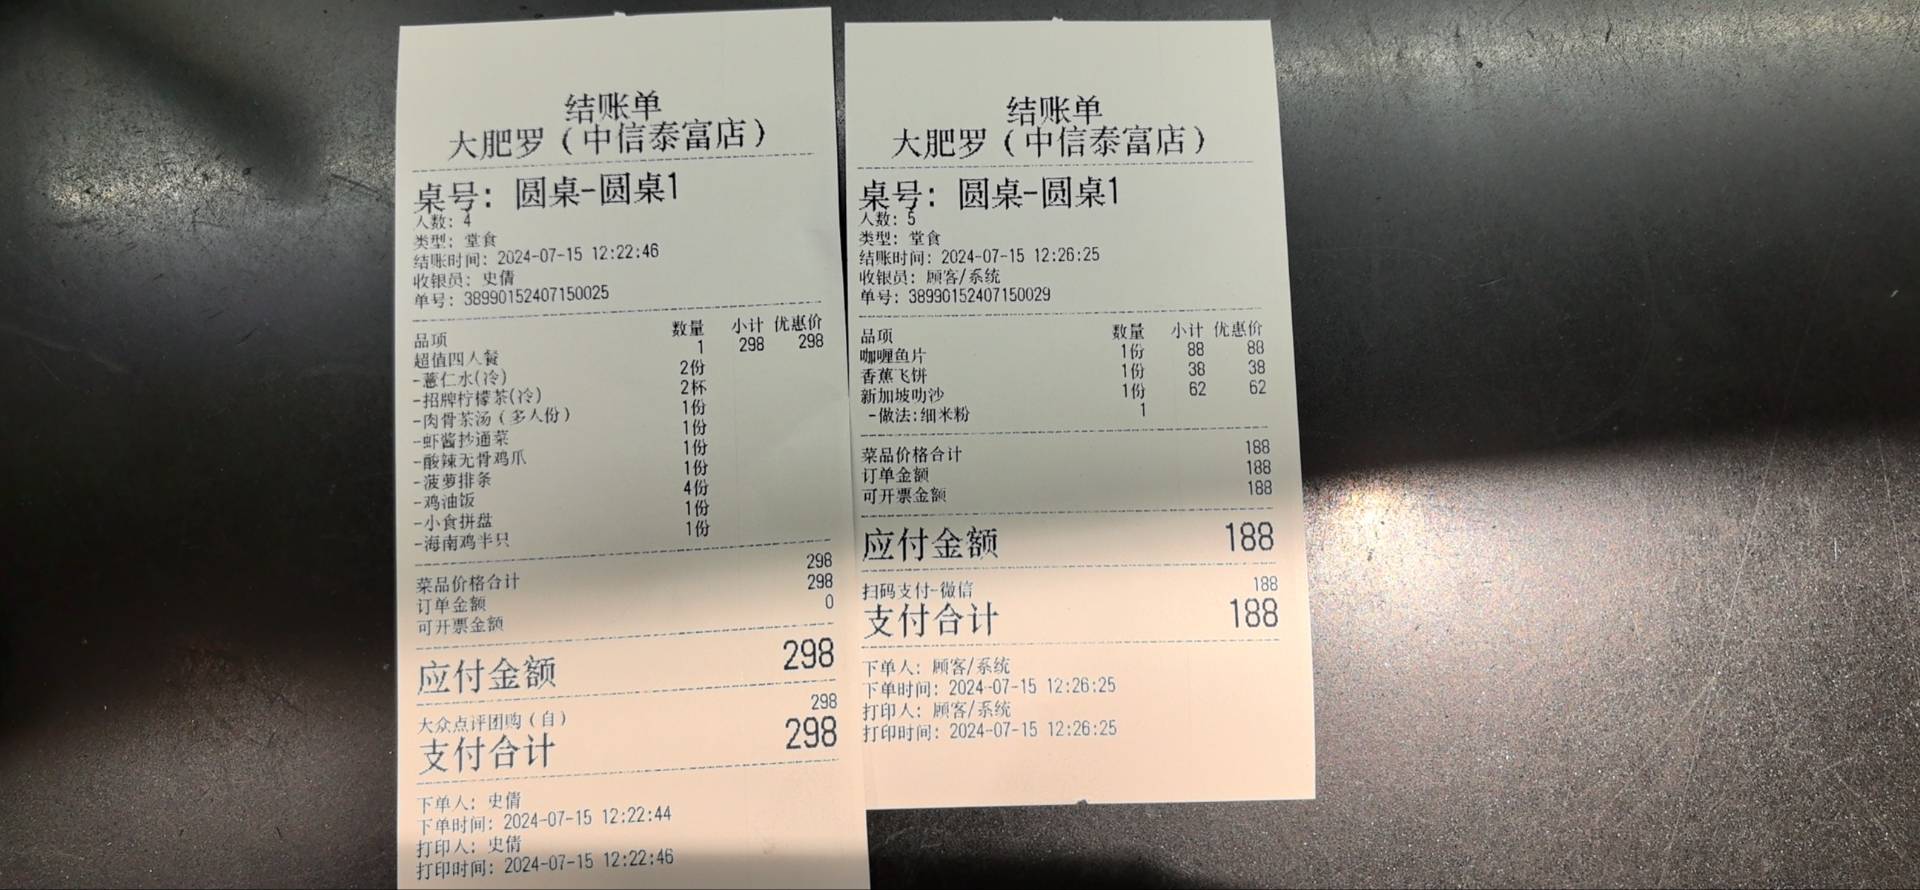 结账单
大肥罗（中信泰富店）
桌号: 圆桌-圆桌1
人数: 4
类型: 堂食
结账时间: 2024-07-15 12:22:46
收银员: 史倩
单号: 38990152407150025
品项 数量 小计 优惠价
超值四人餐 1 298 298
-薏仁水(冷) 2份
-招牌柠檬茶(冷) 2杯
-肉骨茶汤（多人份） 1份
-虾酱抄通菜 1份
-酸辣无骨鸡爪 1份
-菠萝排条 1份
-鸡油饭 4份
-小食拼盘 1份
-海南鸡半只 1份
菜品价格合计 298
订单金额 298
可开票金额 0
应付金额 298
大众点评团购（自） 298
支付合计 298
下单人: 史倩
下单时间: 2024-07-15 12:22:44
打印人: 史倩
打印时间: 2024-07-15 12:22:46
结账单
大肥罗（中信泰富店）
桌号: 圆桌-圆桌1
人数: 5
类型: 堂食
结账时间: 2024-07-15 12:26:25
收银员: 顾客/系统
单号: 38990152407150029
品项 数量 小计 优惠价
咖喱鱼片 1份 88 88
香蕉飞饼 1份 38 38
新加坡叻沙 1份 62 62
-做法:细米粉 1
菜品价格合计 188
订单金额 188
可开票金额 188
应付金额 188
扫码支付-微信 188
支付合计 188
下单人: 顾客/系统
下单时间: 2024-07-15 12:26:25
打印人: 顾客/系统
打印时间: 2024-07-15 12:26:25